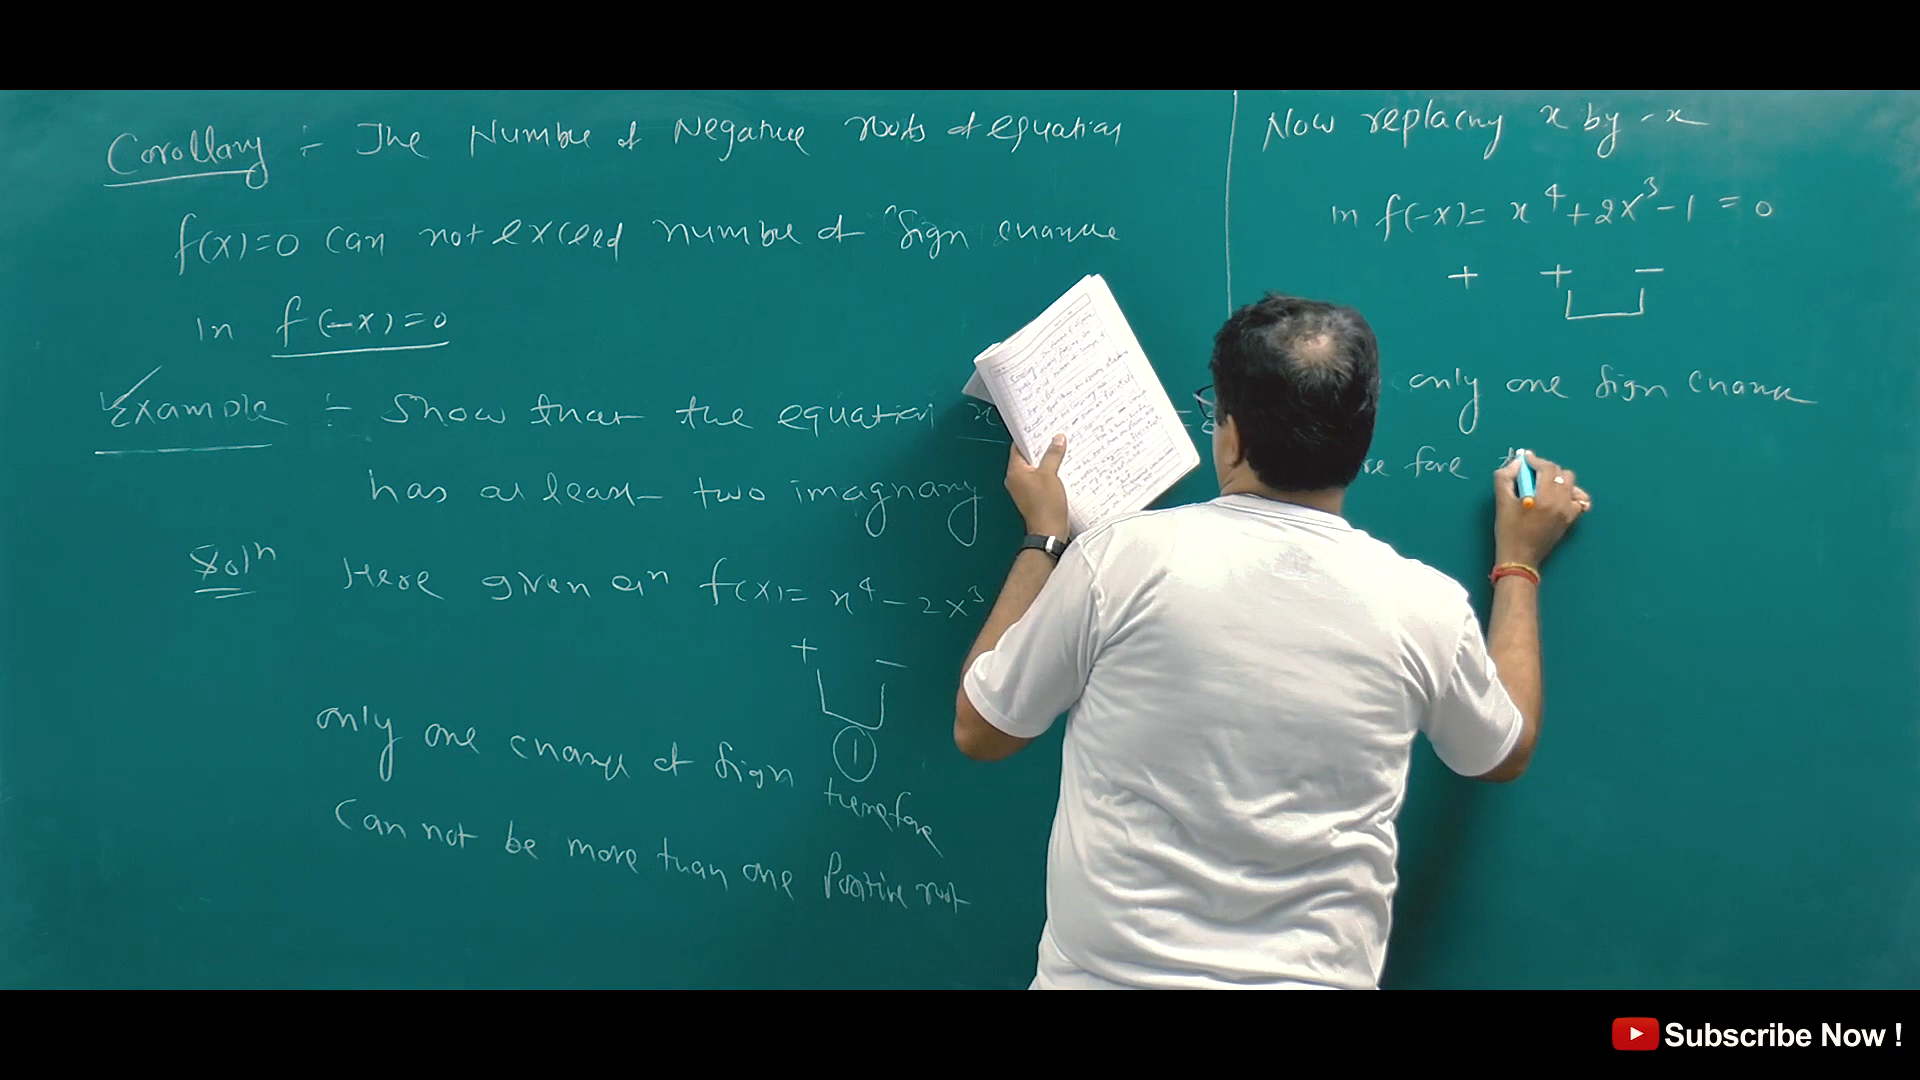 Corollary :- The Number of Negative roots of equation
f(x)=0 can not exceed number of sign change
in f(-x)=0
Example :- Show that the equation x
has at least two imagnary
Soln Here given eqn f(x)= x⁴-2x³
+ -
1
only one change of sign therefore
Can not be more than one Positive root
Now replacing x by -x
in f(-x)= x⁴+2x³-1 =0
+ + -
only one sign change
re fore
Subscribe Now !